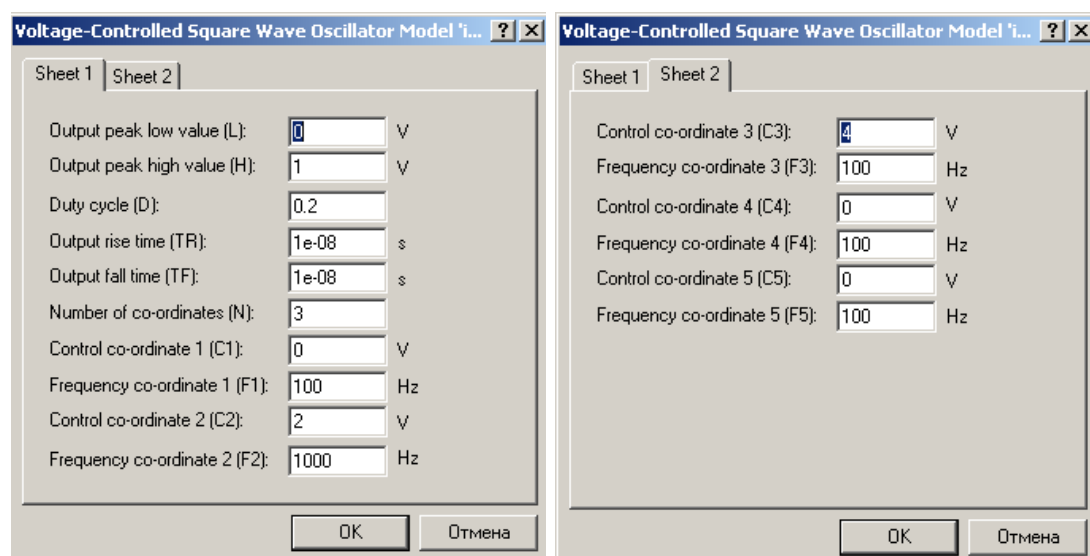 Voltage-Controlled Square Wave Oscillator Model 'i...
Sheet 1 Sheet 2
Output peak low value (L): 0 V
Output peak high value (H): 1 V
Duty cycle (D): 0.2
Output rise time (TR): 1e-08 s
Output fall time (TF): 1e-08 s
Number of co-ordinates (N): 3
Control co-ordinate 1 (C1): 0 V
Frequency co-ordinate 1 (F1): 100 Hz
Control co-ordinate 2 (C2): 2 V
Frequency co-ordinate 2 (F2): 1000 Hz
OK Отмена
Voltage-Controlled Square Wave Oscillator Model 'i...
Sheet 1 Sheet 2
Control co-ordinate 3 (C3): 4 V
Frequency co-ordinate 3 (F3): 100 Hz
Control co-ordinate 4 (C4): 0 V
Frequency co-ordinate 4 (F4): 100 Hz
Control co-ordinate 5 (C5): 0 V
Frequency co-ordinate 5 (F5): 100 Hz
OK Отмена